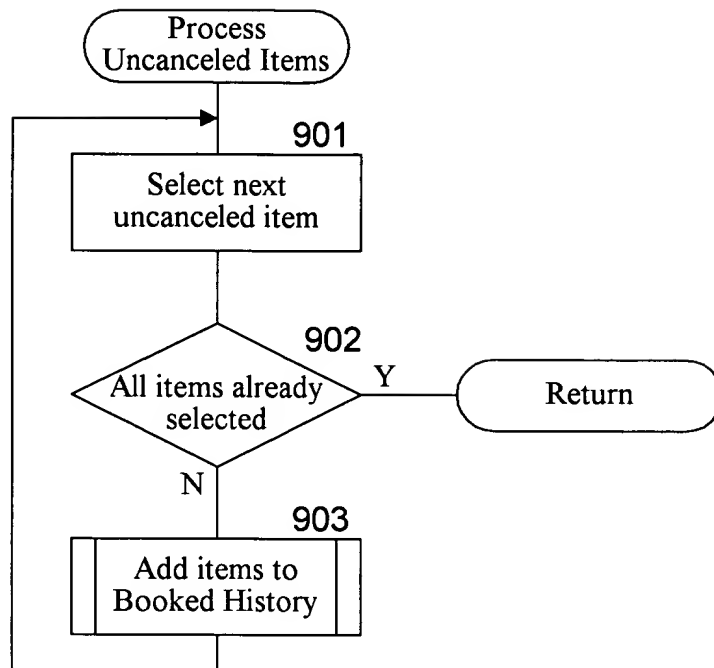 Process
Uncanceled Items
901
Select next
uncanceled item
902
All items already
selected
Y
Return
N
903
Add items to
Booked History